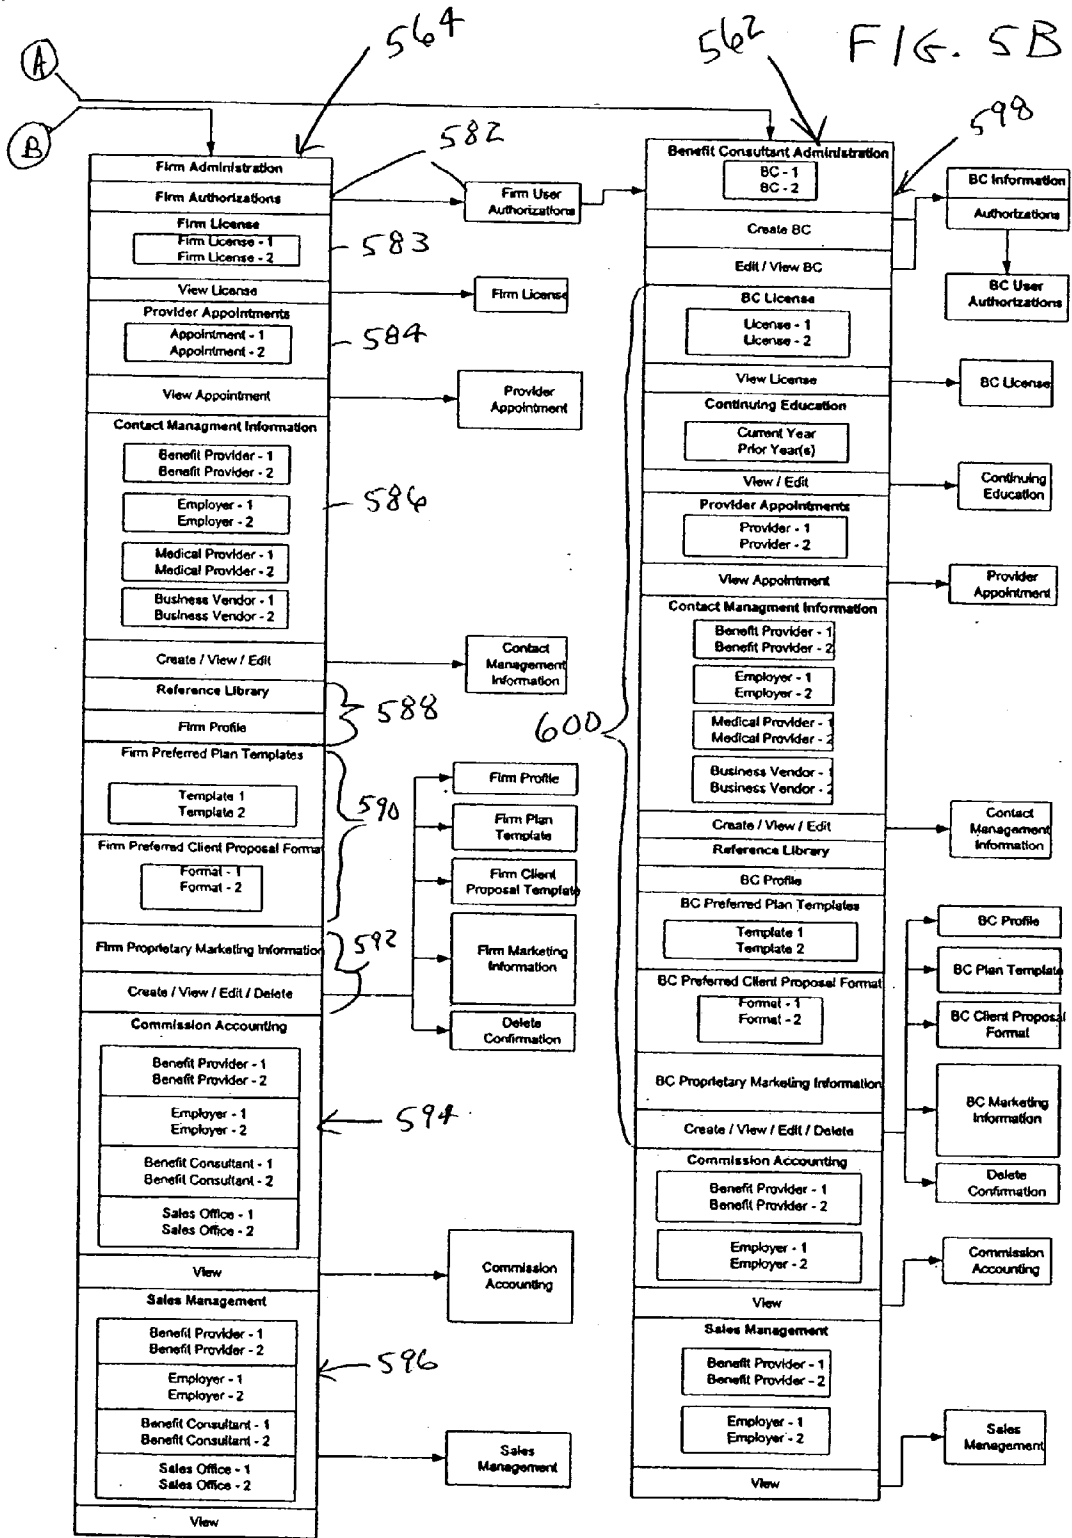 FIG. 5B
A
B
564
562
598
582
Firm Administration
Firm Authorizations
Firm User
Authorizations
Firm License
Firm License - 1
Firm License - 2
583
View License
Firm License
Provider Appointments
Appointment - 1
Appointment - 2
584
View Appointment
Provider
Appointment
Contact Managment Information
Benefit Provider - 1
Benefit Provider - 2
Employer - 1
Employer - 2
586
Medical Provider - 1
Medical Provider - 2
Business Vendor - 1
Business Vendor - 2
Create / View / Edit
Contact
Management
Information
Reference Library
588
Firm Profile
Firm Preferred Plan Templates
Template 1
Template 2
590
Firm Preferred Client Proposal Format
Format - 1
Format - 2
Firm Proprietary Marketing Information
592
Create / View / Edit / Delete
Firm Profile
Firm Plan
Template
Firm Client
Proposal Template
Firm Marketing
Information
Delete
Confirmation
Commission Accounting
Benefit Provider - 1
Benefit Provider - 2
Employer - 1
Employer - 2
594
Benefit Consultant - 1
Benefit Consultant - 2
Sales Office - 1
Sales Office - 2
View
Commission
Accounting
Sales Management
Benefit Provider - 1
Benefit Provider - 2
596
Employer - 1
Employer - 2
Benefit Consultant - 1
Benefit Consultant - 2
Sales Office - 1
Sales Office - 2
Sales
Management
View
Benefit Consultant Administration
BC - 1
BC - 2
Create BC
Edit / View BC
BC Information
Authorizations
BC User
Authorizations
600
BC License
License - 1
License - 2
View License
BC License
Continuing Education
Current Year
Prior Year(s)
View / Edit
Continuing
Education
Provider Appointments
Provider - 1
Provider - 2
View Appointment
Provider
Appointment
Contact Managment Information
Benefit Provider - 1
Benefit Provider - 2
Employer - 1
Employer - 2
Medical Provider - 1
Medical Provider - 2
Business Vendor - 1
Business Vendor - 2
Create / View / Edit
Contact
Management
Information
Reference Library
BC Profile
BC Preferred Plan Templates
Template 1
Template 2
BC Preferred Client Proposal Format
Format - 1
Format - 2
BC Proprietary Marketing Information
Create / View / Edit / Delete
BC Profile
BC Plan Template
BC Client Proposal
Format
BC Marketing
Information
Delete
Confirmation
Commission Accounting
Benefit Provider - 1
Benefit Provider - 2
Employer - 1
Employer - 2
View
Commission
Accounting
Sales Management
Benefit Provider - 1
Benefit Provider - 2
Employer - 1
Employer - 2
View
Sales
Management